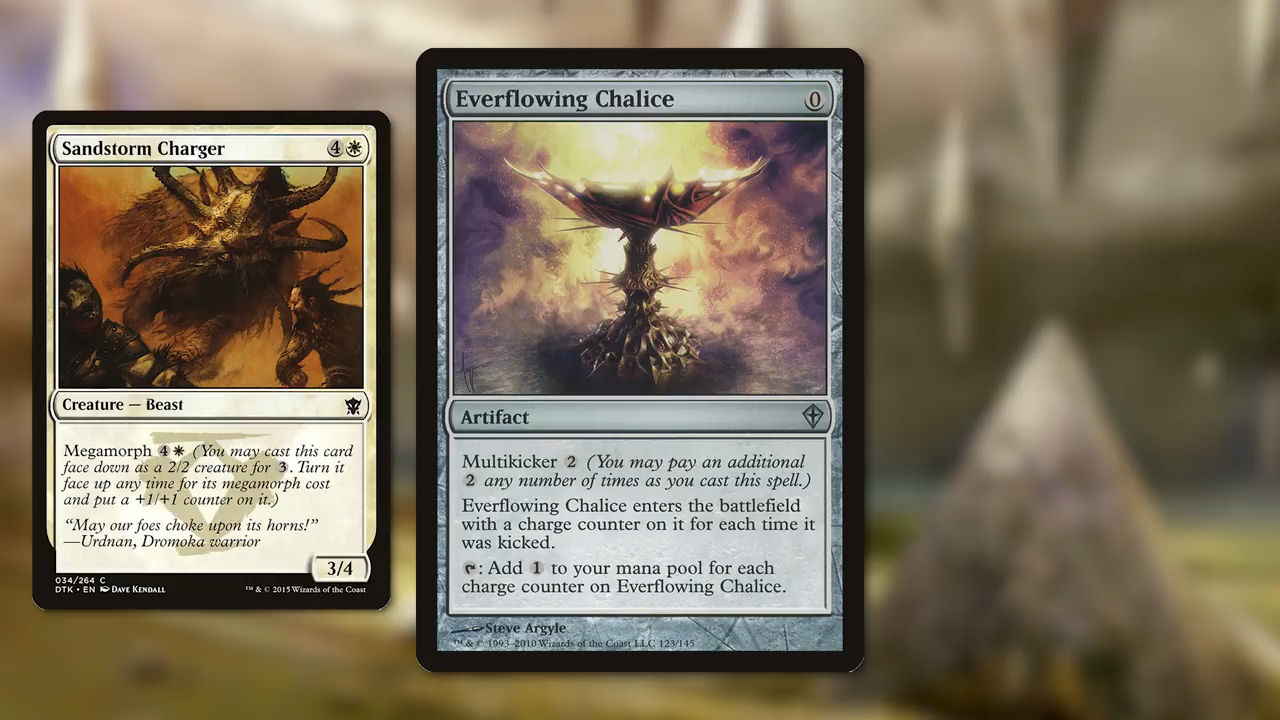 Sandstorm Charger 4
Creature — Beast
Megamorph 4 (You may cast this card
face down as a 2/2 creature for 3. Turn it
face up any time for its megamorph cost
and put a +1/+1 counter on it.)
“May our foes choke upon its horns!”
—Urdnan, Dromoka warrior
3/4
034/264 C
DTK • EN DAVE KENDALL
™ & © 2015 Wizards of the Coast
Everflowing Chalice 0
Artifact
Multikicker 2 (You may pay an additional
2 any number of times as you cast this spell.)
Everflowing Chalice enters the battlefield
with a charge counter on it for each time it
was kicked.
: Add 1 to your mana pool for each
charge counter on Everflowing Chalice.
Steve Argyle
™ & © 1993–2010 Wizards of the Coast LLC 123/145